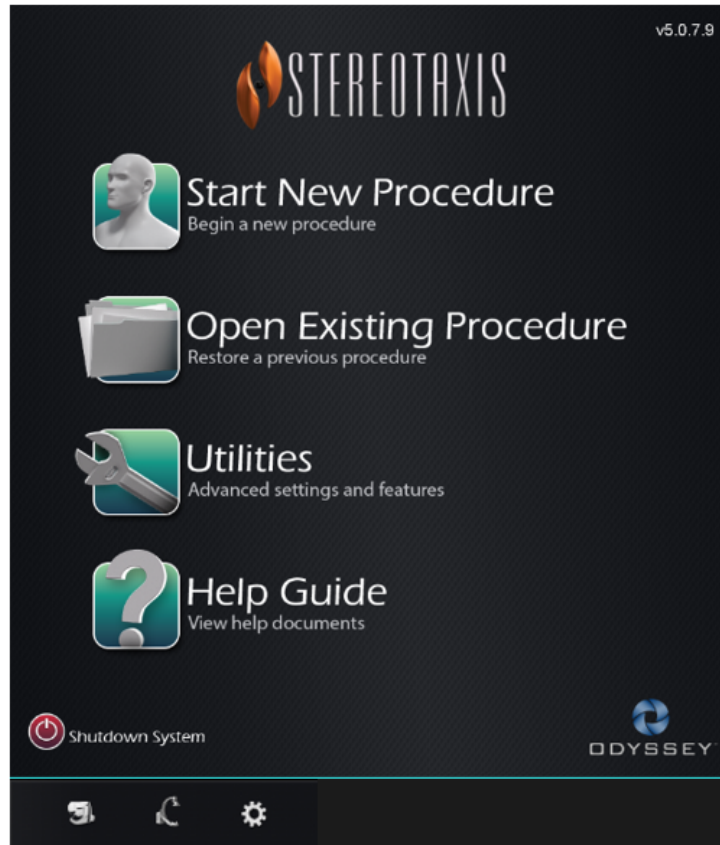 v5.0.7.9
STEREOTAXIS
Start New Procedure
Begin a new procedure
Open Existing Procedure
Restore a previous procedure
Utilities
Advanced settings and features
Help Guide
View help documents
Shutdown System
ODYSSEY